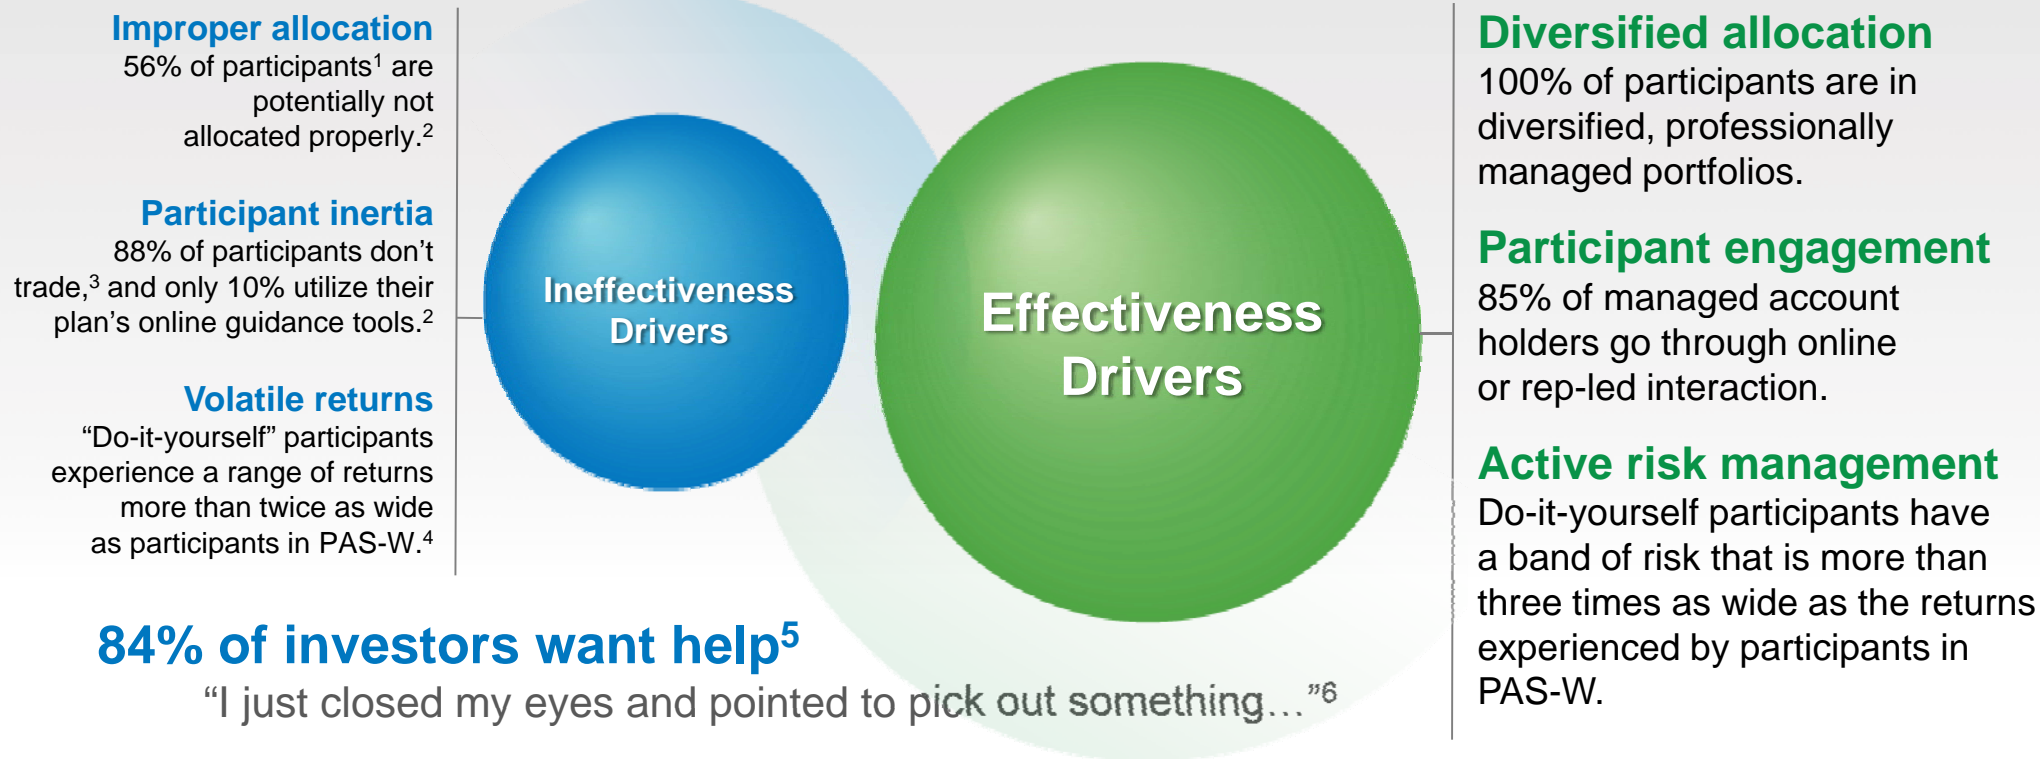 Improper allocation
56% of participants¹ are
potentially not
allocated properly.²
Participant inertia
88% of participants don’t
trade,³ and only 10% utilize their
plan’s online guidance tools.²
Volatile returns
“Do-it-yourself” participants
experience a range of returns
more than twice as wide
as participants in PAS-W.⁴
Ineffectiveness
Drivers
Effectiveness
Drivers
Diversified allocation
100% of participants are in
diversified, professionally
managed portfolios.
Participant engagement
85% of managed account
holders go through online
or rep-led interaction.
Active risk management
Do-it-yourself participants have
a band of risk that is more than
three times as wide as the returns
experienced by participants in
PAS-W.
84% of investors want help⁵
“I just closed my eyes and pointed to pick out something…”⁶